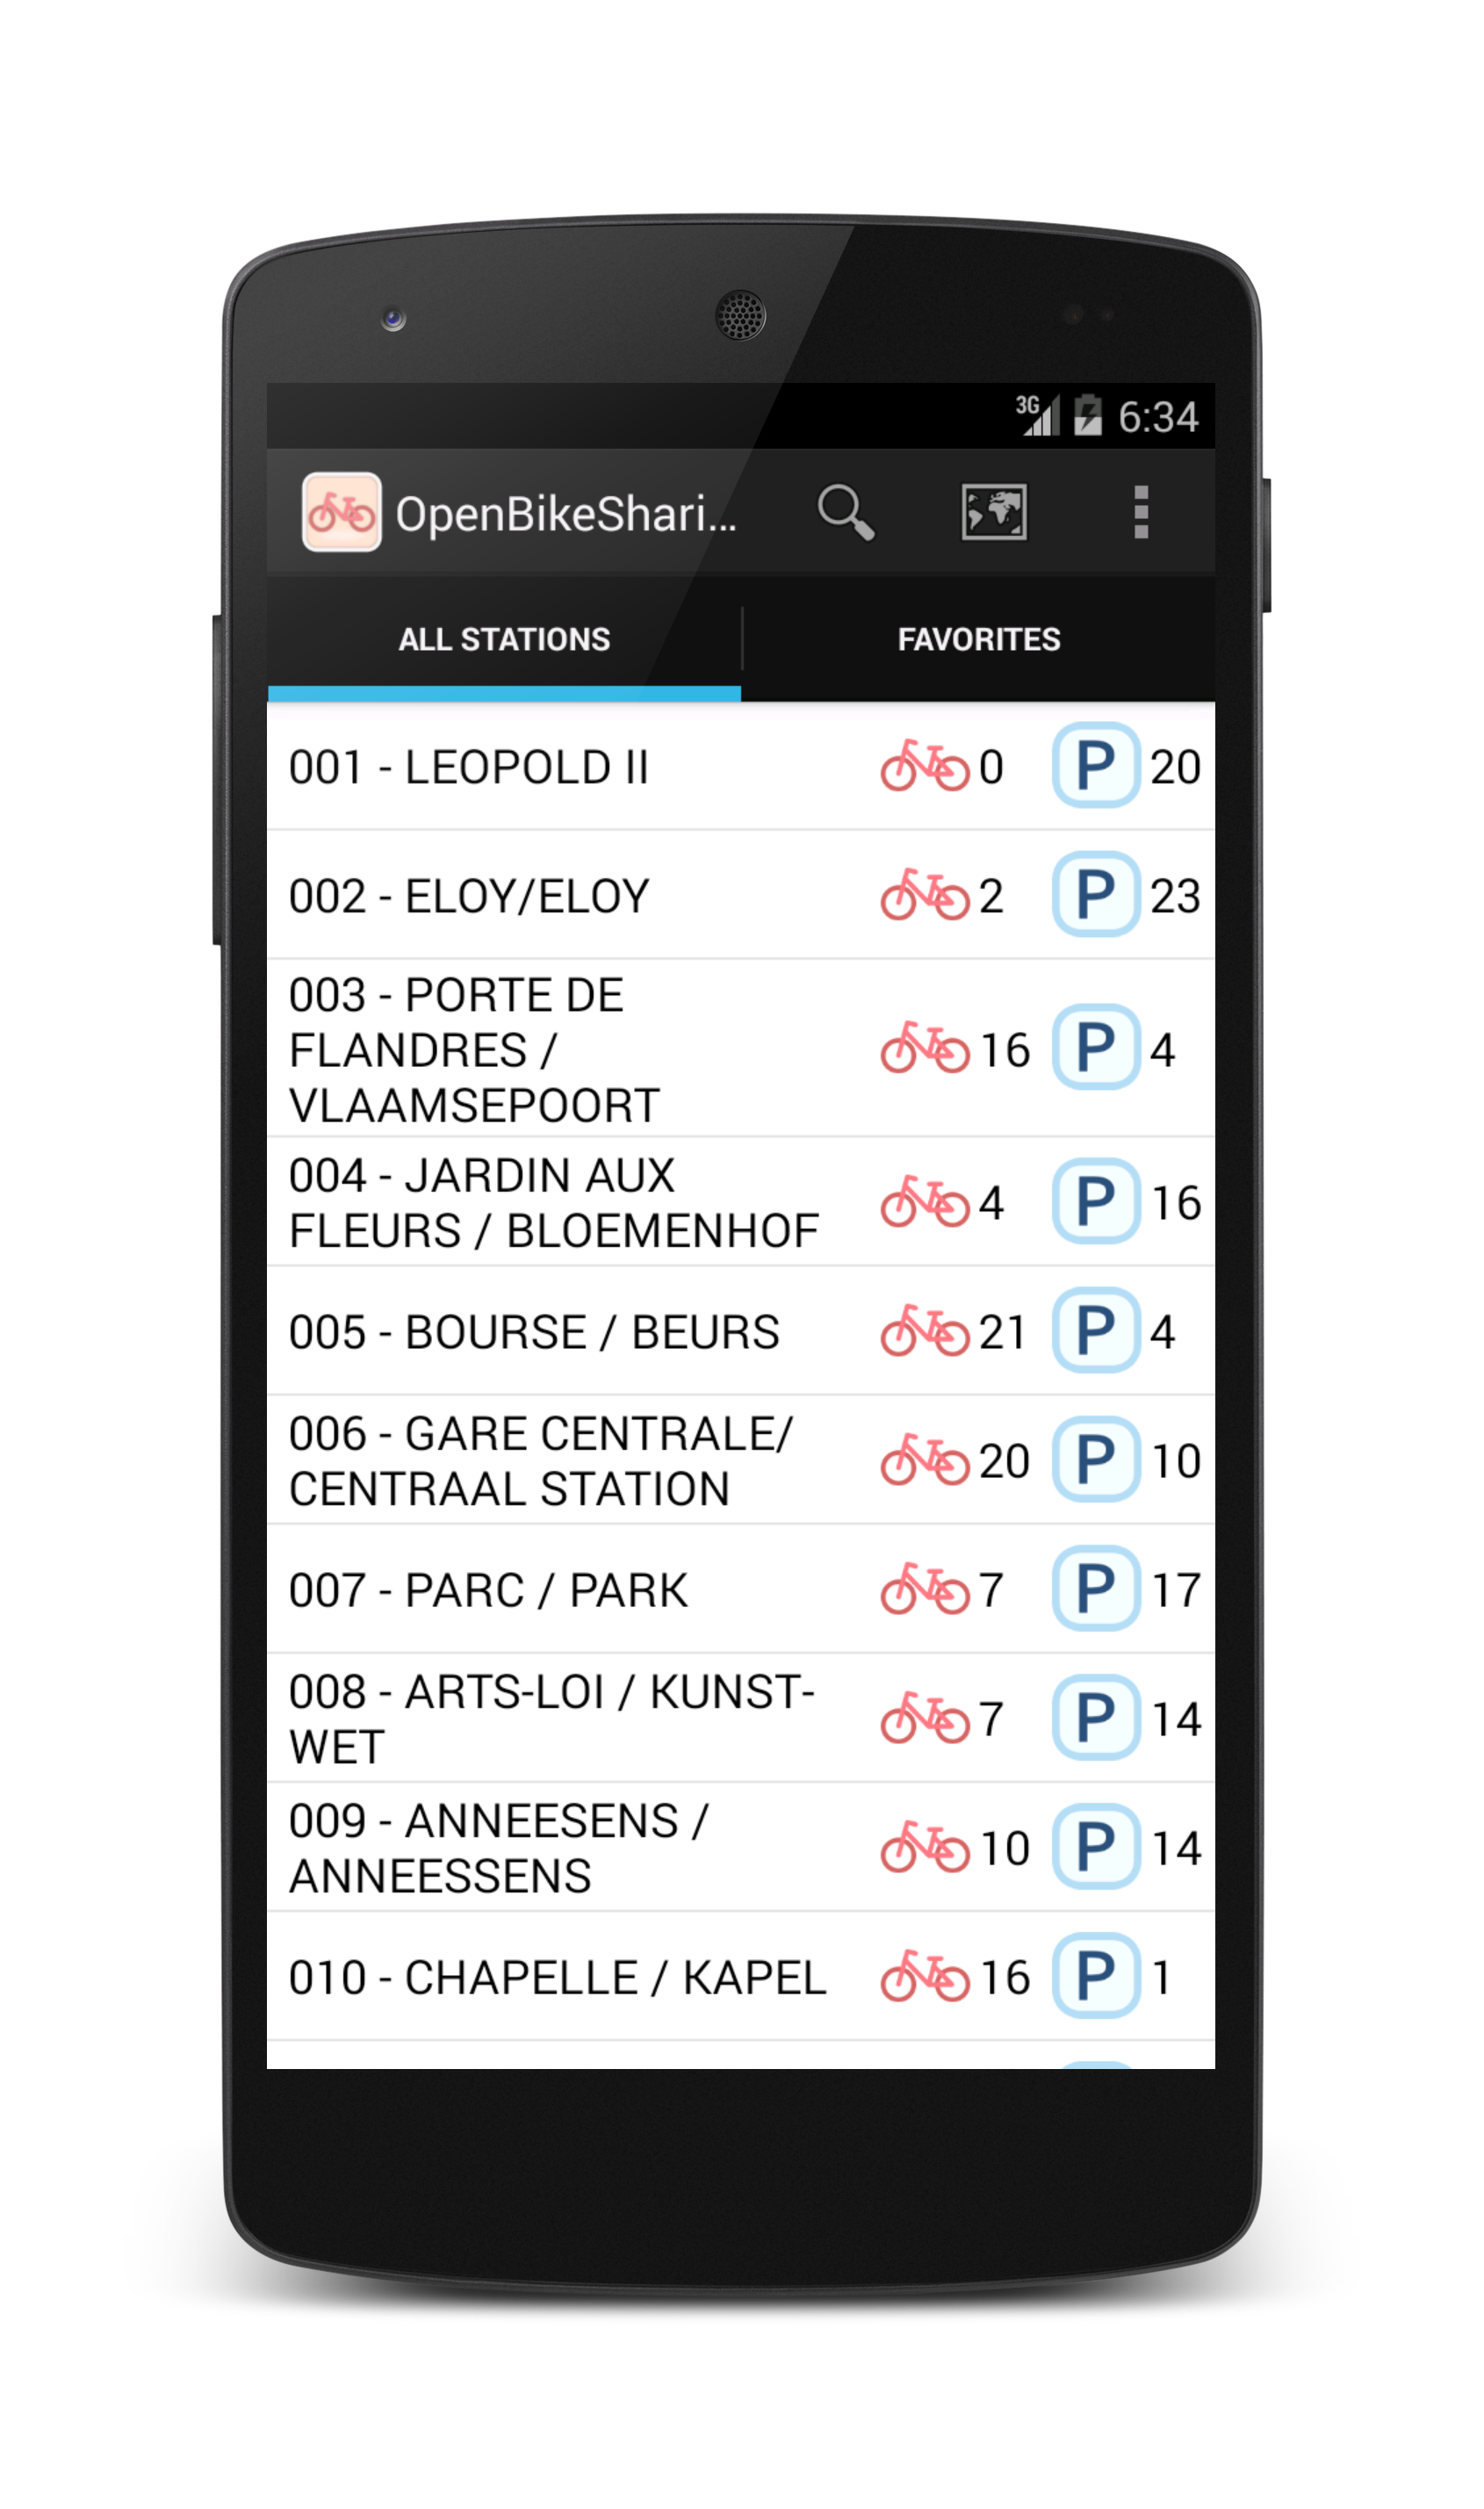 3G 6:34
OpenBikeShari...
ALL STATIONS FAVORITES
001 - LEOPOLD II 0 P 20
002 - ELOY/ELOY 2 P 23
003 - PORTE DE
FLANDRES / 16 P 4
VLAAMSEPOORT
004 - JARDIN AUX
FLEURS / BLOEMENHOF 4 P 16
005 - BOURSE / BEURS 21 P 4
006 - GARE CENTRALE/
CENTRAAL STATION 20 P 10
007 - PARC / PARK 7 P 17
008 - ARTS-LOI / KUNST-
WET 7 P 14
009 - ANNEESENS /
ANNEESSENS 10 P 14
010 - CHAPELLE / KAPEL 16 P 1